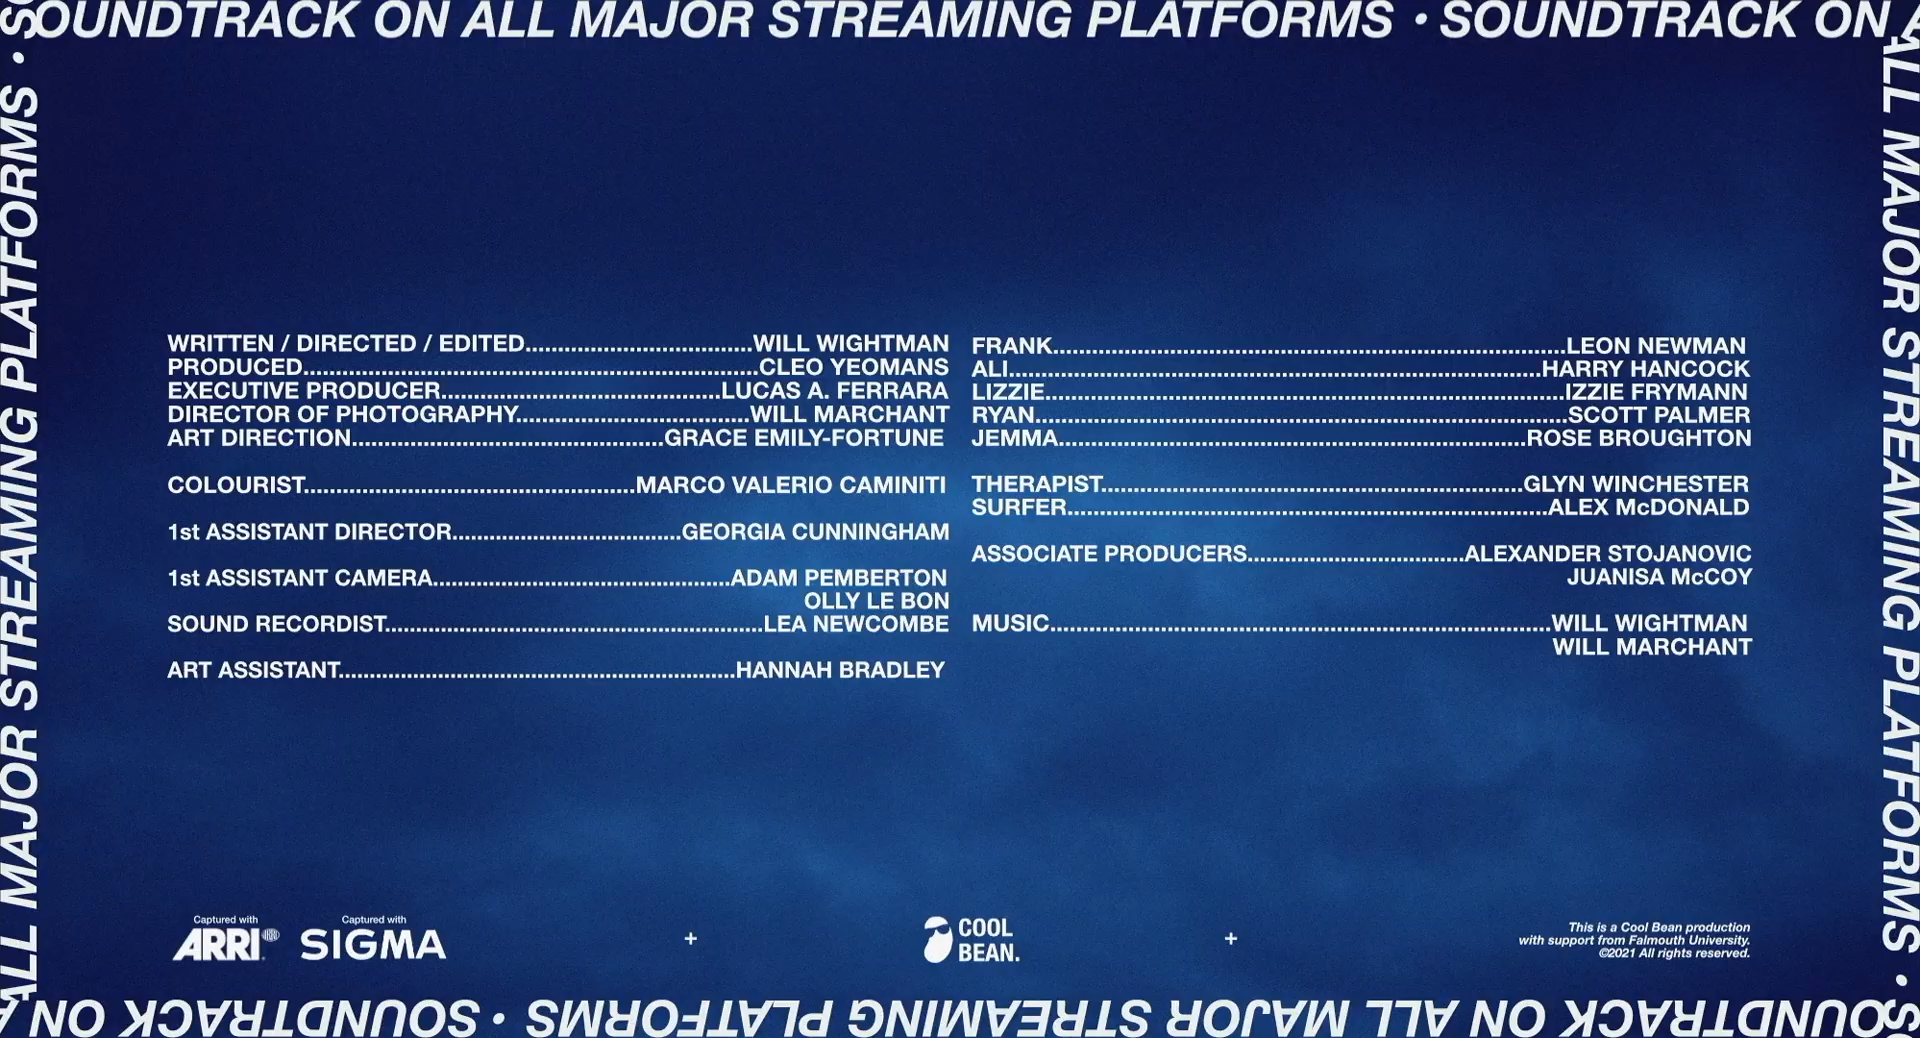 SOUNDTRACK ON ALL MAJOR STREAMING PLATFORMS • SOUNDTRACK ON
ALL MAJOR STREAMING PLATFORMS •
ALL MAJOR STREAMING PLATFORMS •
WRITTEN / DIRECTED / EDITED..................................WILL WIGHTMAN
PRODUCED....................................................................CLEO YEOMANS
EXECUTIVE PRODUCER..........................................LUCAS A. FERRARA
DIRECTOR OF PHOTOGRAPHY...................................WILL MARCHANT
ART DIRECTION...............................................GRACE EMILY-FORTUNE
COLOURIST..................................................MARCO VALERIO CAMINITI
1st ASSISTANT DIRECTOR..................................GEORGIA CUNNINGHAM
1st ASSISTANT CAMERA.............................................ADAM PEMBERTON
OLLY LE BON
SOUND RECORDIST.........................................................LEA NEWCOMBE
ART ASSISTANT............................................................HANNAH BRADLEY
FRANK.............................................................................LEON NEWMAN
ALI................................................................................HARRY HANCOCK
LIZZIE..............................................................................IZZIE FRYMANN
RYAN................................................................................SCOTT PALMER
JEMMA......................................................................ROSE BROUGHTON
THERAPIST...............................................................GLYN WINCHESTER
SURFER........................................................................ALEX McDONALD
ASSOCIATE PRODUCERS................................ALEXANDER STOJANOVIC
JUANISA McCOY
MUSIC...........................................................................WILL WIGHTMAN
WILL MARCHANT
Captured with
ARRI
Captured with
SIGMA
+
COOL
BEAN.
+
This is a Cool Bean production
with support from Falmouth University.
©2021 All rights reserved.
SOUNDTRACK ON ALL MAJOR STREAMING PLATFORMS • SOUNDTRACK ON